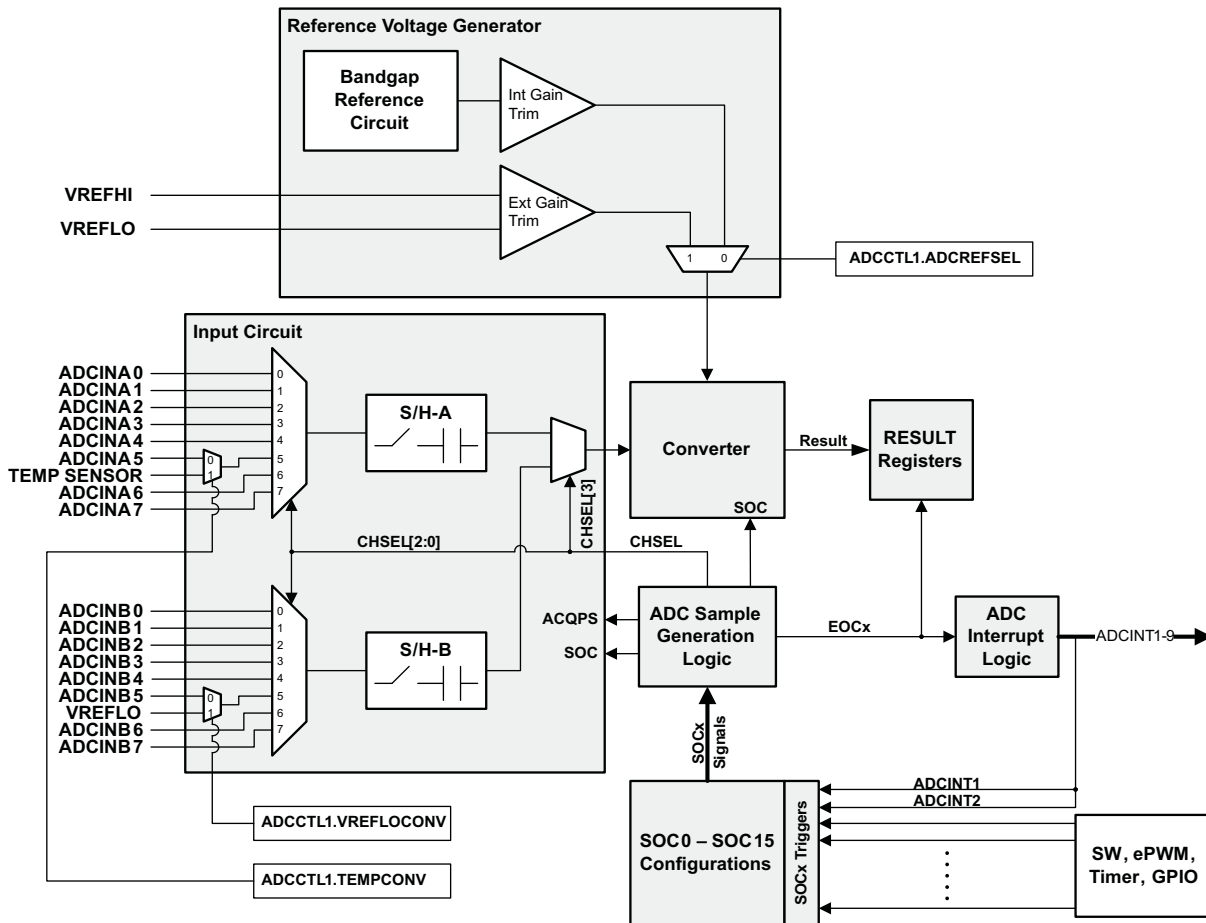 Reference Voltage Generator
Bandgap
Reference
Circuit
Int Gain
Trim
VREFHI
VREFLO
Ext Gain
Trim
1 0
ADCCTL1.ADCREFSEL
Input Circuit
ADCINA0
ADCINA1
ADCINA2
ADCINA3
ADCINA4
ADCINA5
TEMP SENSOR
ADCINA6
ADCINA7
0
1
0
1
2
3
4
5
6
7
S/H-A
Converter
SOC
Result
RESULT
Registers
CHSEL[3]
CHSEL[2:0]
CHSEL
ADCINB0
ADCINB1
ADCINB2
ADCINB3
ADCINB4
ADCINB5
VREFLO
ADCINB6
ADCINB7
0
1
0
1
2
3
4
5
6
7
S/H-B
ACQPS
SOC
ADC Sample
Generation
Logic
EOCx
ADC
Interrupt
Logic
ADCINT1-9
SOCx
Signals
ADCINT1
ADCINT2
ADCCTL1.VREFLOCONV
ADCCTL1.TEMPCONV
SOC0 – SOC15
Configurations
SOCx Triggers
SW, ePWM,
Timer, GPIO